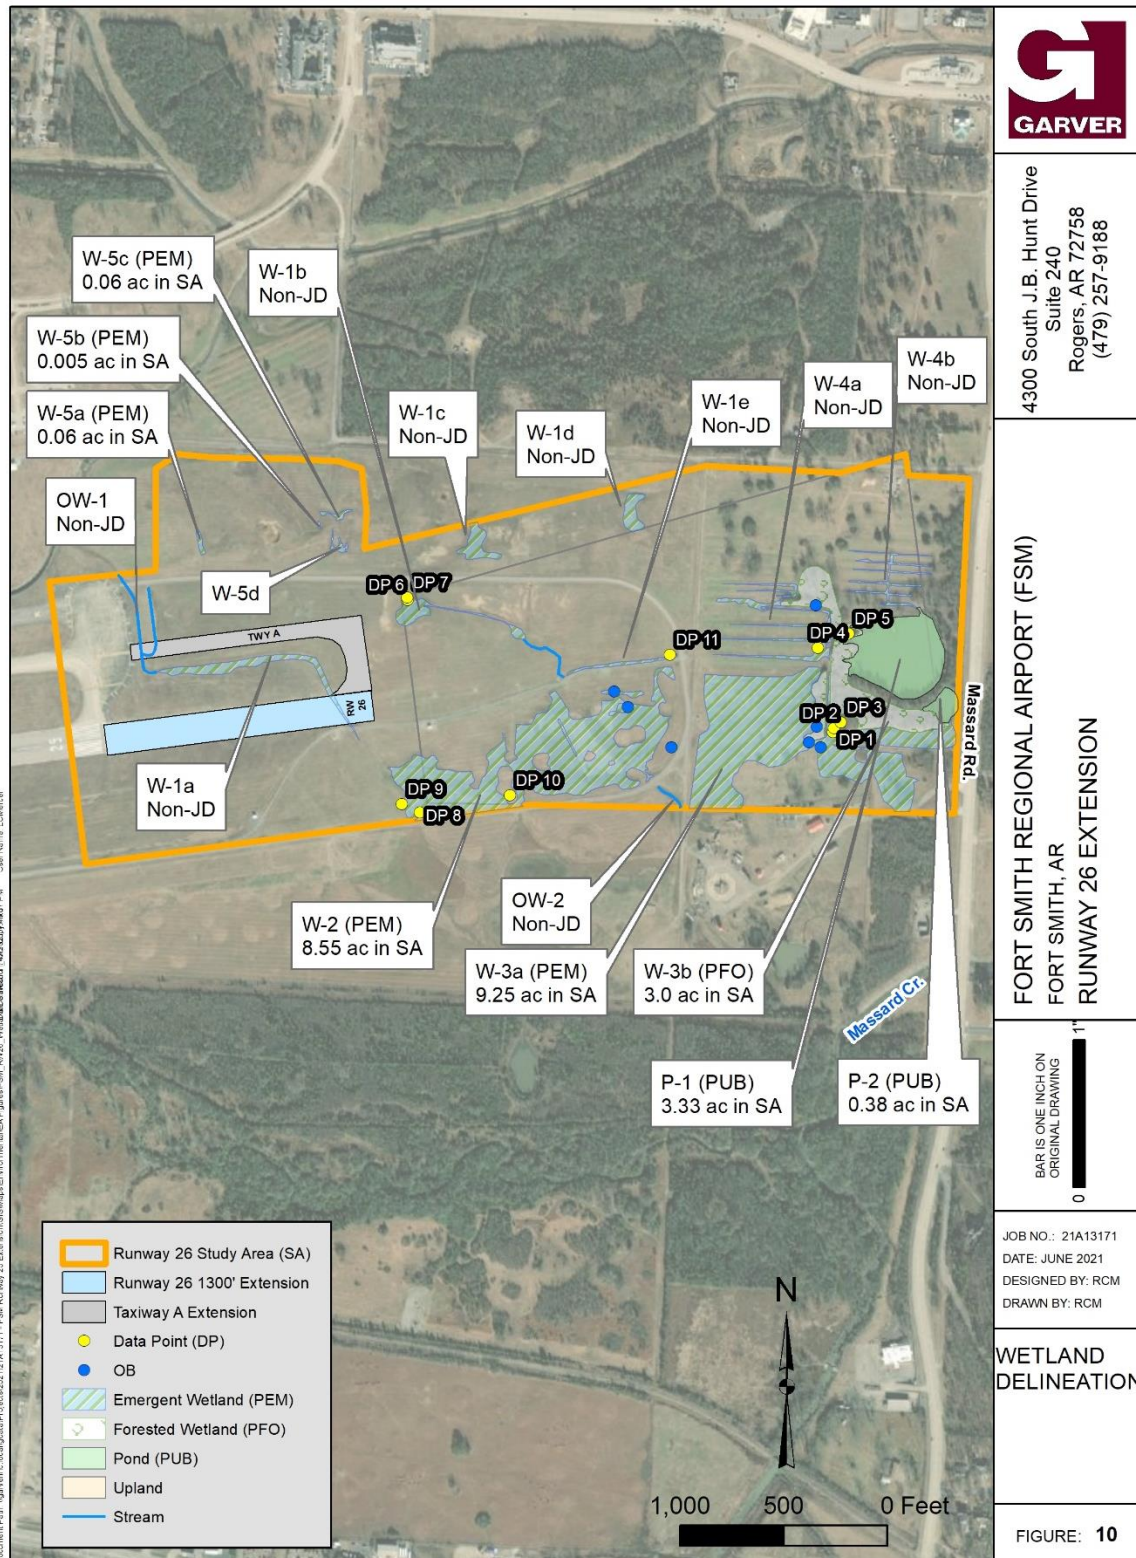 GARVER
4300 South J.B. Hunt Drive
Suite 240
Rogers, AR 72758
(479) 257-9188
FORT SMITH REGIONAL AIRPORT (FSM)
FORT SMITH, AR
RUNWAY 26 EXTENSION
BAR IS ONE INCH ON
ORIGINAL DRAWING
0
1"
JOB NO.: 21A13171
DATE: JUNE 2021
DESIGNED BY: RCM
DRAWN BY: RCM
WETLAND
DELINEATION
FIGURE: 10
W-5c (PEM)
0.06 ac in SA
W-1b
Non-JD
W-5b (PEM)
0.005 ac in SA
W-5a (PEM)
0.06 ac in SA
W-1c
Non-JD
W-1d
Non-JD
W-1e
Non-JD
W-4a
Non-JD
W-4b
Non-JD
OW-1
Non-JD
W-5d
DP 6
DP 7
TWY A
RW
26
DP 11
DP 4
DP 5
DP 2
DP 3
DP 1
Massard Rd.
W-1a
Non-JD
DP 9
DP 8
DP 10
W-2 (PEM)
8.55 ac in SA
OW-2
Non-JD
W-3a (PEM)
9.25 ac in SA
W-3b (PFO)
3.0 ac in SA
Massard Cr.
P-1 (PUB)
3.33 ac in SA
P-2 (PUB)
0.38 ac in SA
Runway 26 Study Area (SA)
Runway 26 1300' Extension
Taxiway A Extension
Data Point (DP)
OB
Emergent Wetland (PEM)
Forested Wetland (PFO)
Pond (PUB)
Upland
Stream
N
1,000 500 0 Feet